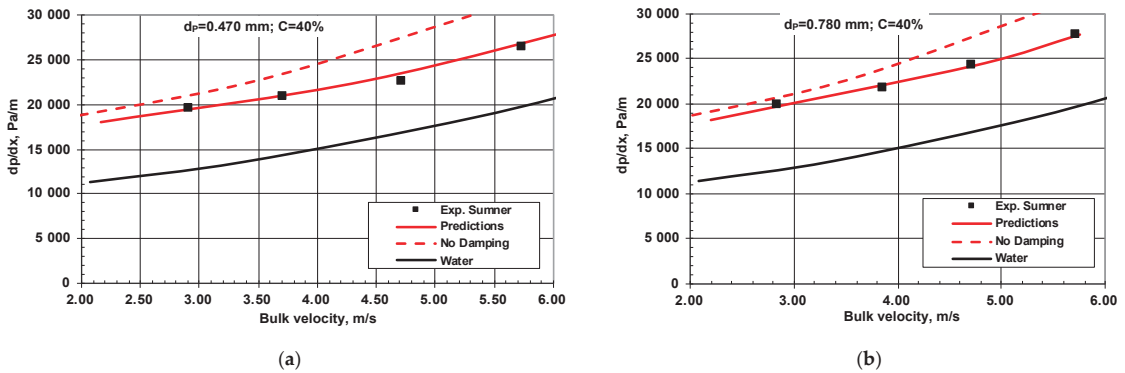 dP=0.470 mm; C=40%
30 000
25 000
20 000
15 000
10 000
5 000
0
dp/dx, Pa/m
Exp. Sumner
Predictions
No Damping
Water
2.00 2.50 3.00 3.50 4.00 4.50 5.00 5.50 6.00
Bulk velocity, m/s
(a)
dP=0.780 mm; C=40%
30 000
25 000
20 000
15 000
10 000
5 000
0
dp/dx, Pa/m
Exp. Sumner
Predictions
No Damping
Water
2.00 3.00 4.00 5.00 6.00
Bulk velocity, m/s
(b)